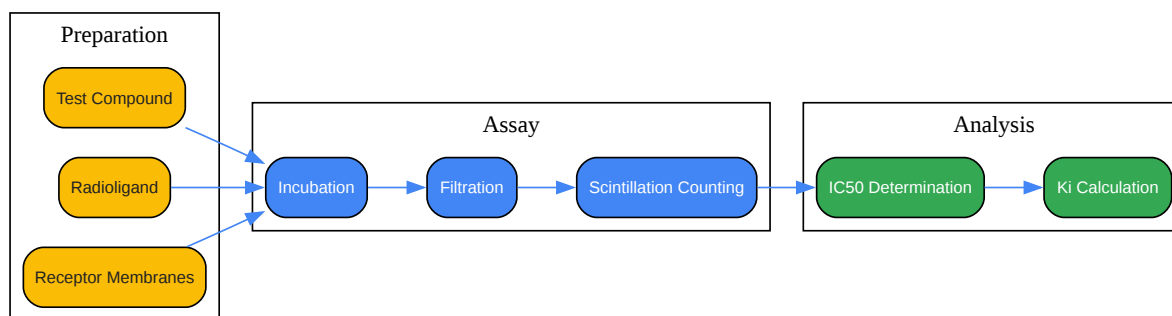 Preparation
Test Compound
Radioligand
Receptor Membranes
Assay
Incubation
Filtration
Scintillation Counting
Analysis
IC50 Determination
Ki Calculation